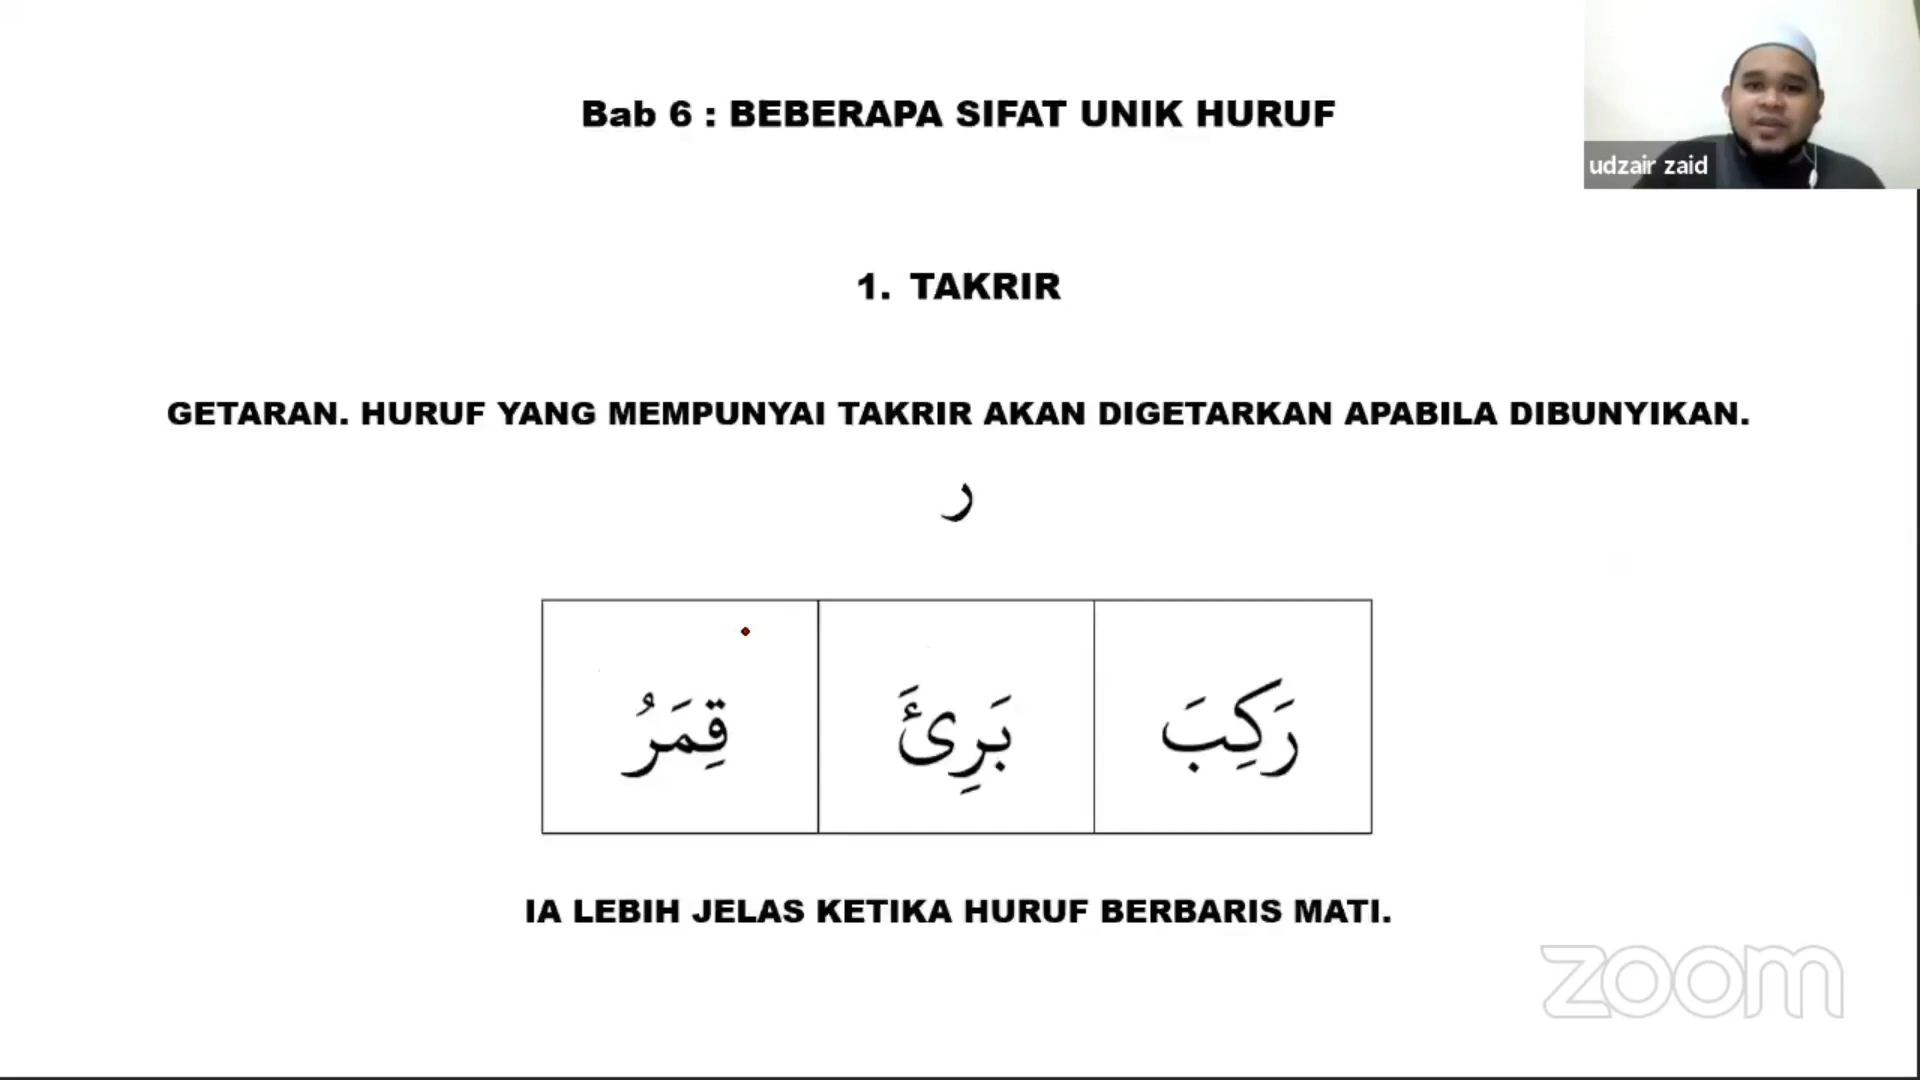 Bab 6 : BEBERAPA SIFAT UNIK HURUF
udzair zaid
1. TAKRIR
GETARAN. HURUF YANG MEMPUNYAI TAKRIR AKAN DIGETARKAN APABILA DIBUNYIKAN.
ر
رَكِبَ بَرِئَ قِمَرُ
IA LEBIH JELAS KETIKA HURUF BERBARIS MATI.
zoom